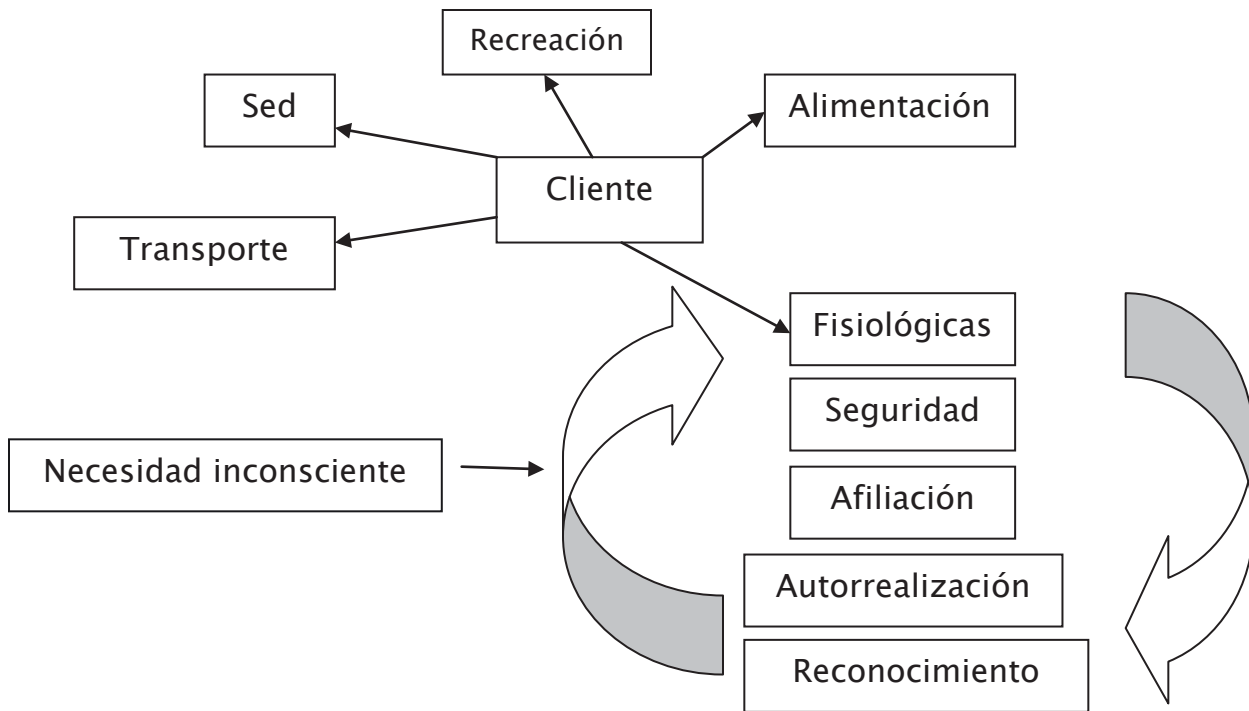 Recreación
Sed
Alimentación
Cliente
Transporte
Fisiológicas
Seguridad
Necesidad inconsciente
Afiliación
Autorrealización
Reconocimiento